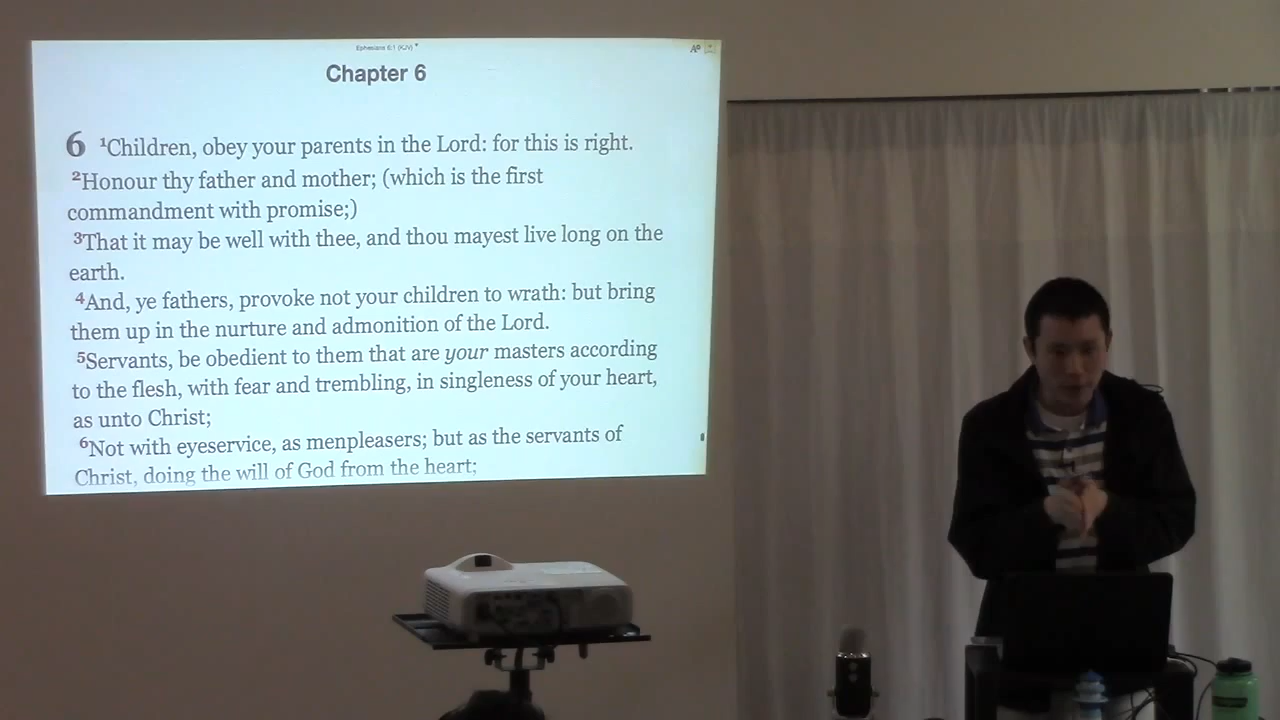 Ephesians 6:1 (KJV)
Chapter 6
6 ¹Children, obey your parents in the Lord: for this is right.
²Honour thy father and mother; (which is the first
commandment with promise;)
³That it may be well with thee, and thou mayest live long on the
earth.
⁴And, ye fathers, provoke not your children to wrath: but bring
them up in the nurture and admonition of the Lord.
⁵Servants, be obedient to them that are your masters according
to the flesh, with fear and trembling, in singleness of your heart,
as unto Christ;
⁶Not with eyeservice, as menpleasers; but as the servants of
Christ, doing the will of God from the heart;